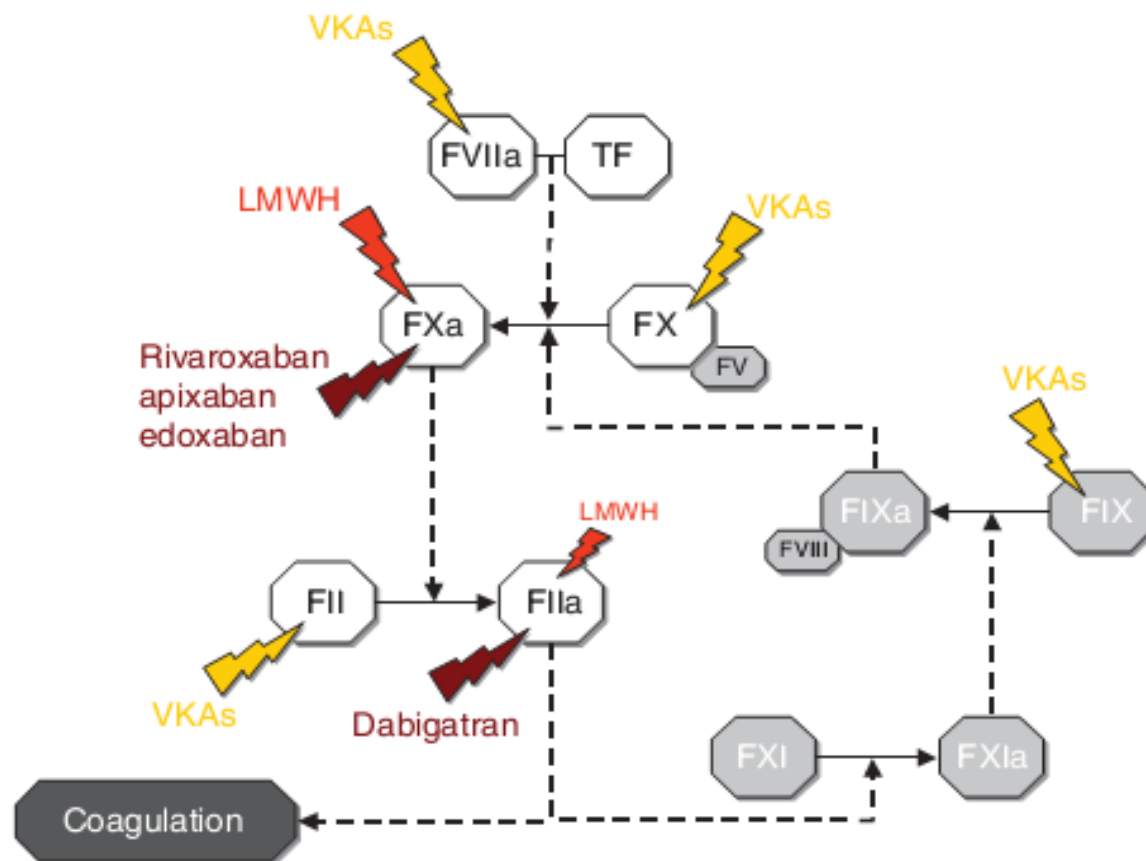 VKAs
FVIIa
TF
LMWH
VKAs
FXa
FX
FV
Rivaroxaban
apixaban
edoxaban
VKAs
FIXa
FIX
FVIII
LMWH
FII
FIIa
VKAs
Dabigatran
FXI
FXIa
Coagulation